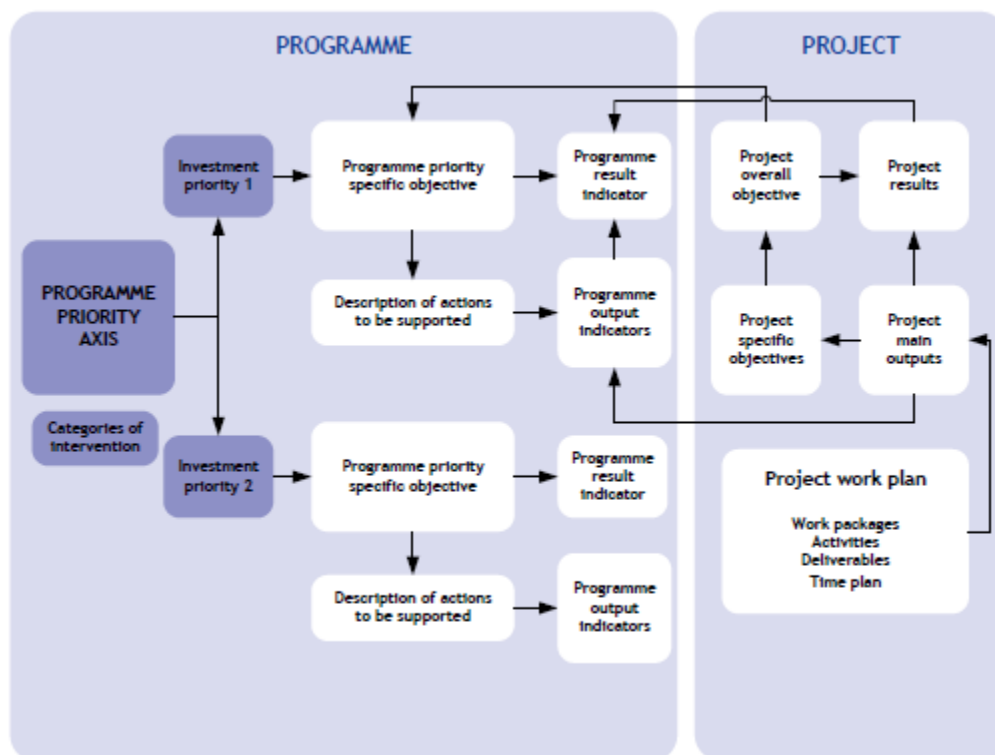 PROGRAMME
PROJECT
Investment
priority 1
Programme priority
specific objective
Programme
result
indicator
Project
overall
objective
Project
results
PROGRAMME
PRIORITY
AXIS
Description of actions
to be supported
Programme
output
indicators
Project
specific
objectives
Project
main
outputs
Categories of
intervention
Investment
priority 2
Programme priority
specific objective
Programme
result
indicator
Project work plan
Work packages
Activities
Deliverables
Time plan
Description of actions
to be supported
Programme
output
indicators